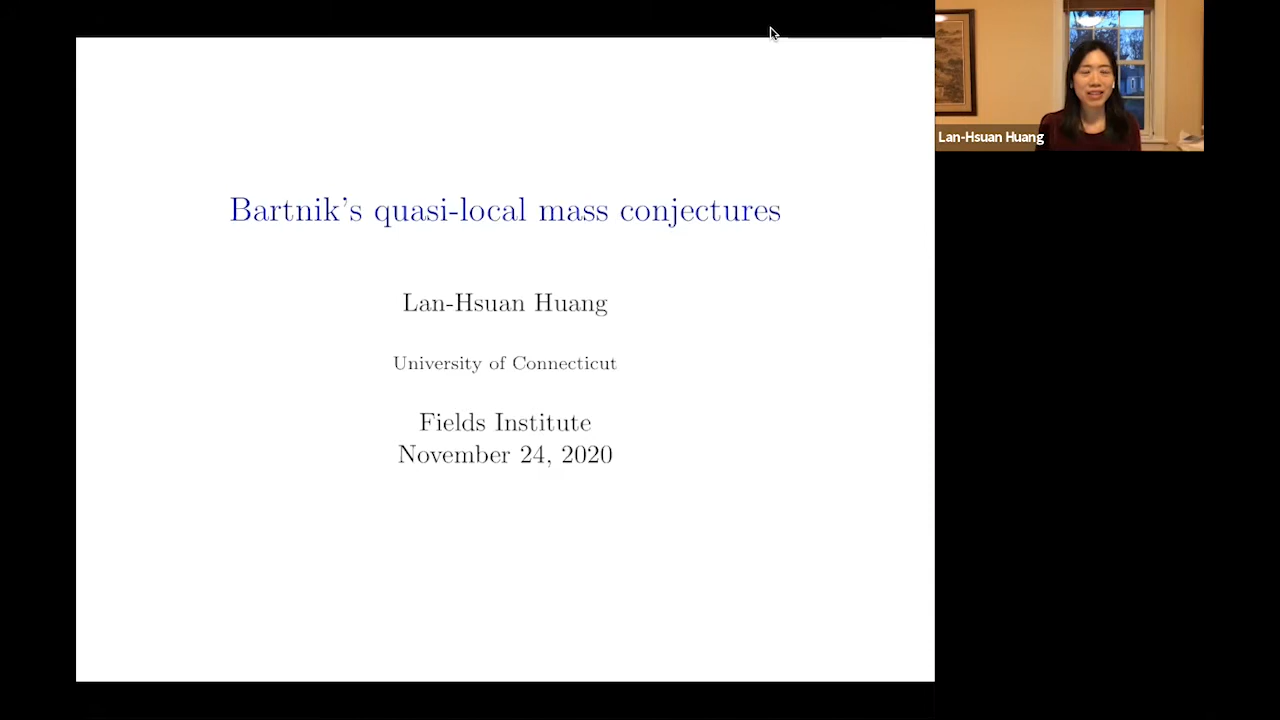 Bartnik's quasi-local mass conjectures
Lan-Hsuan Huang
University of Connecticut
Fields Institute
November 24, 2020
Lan-Hsuan Huang